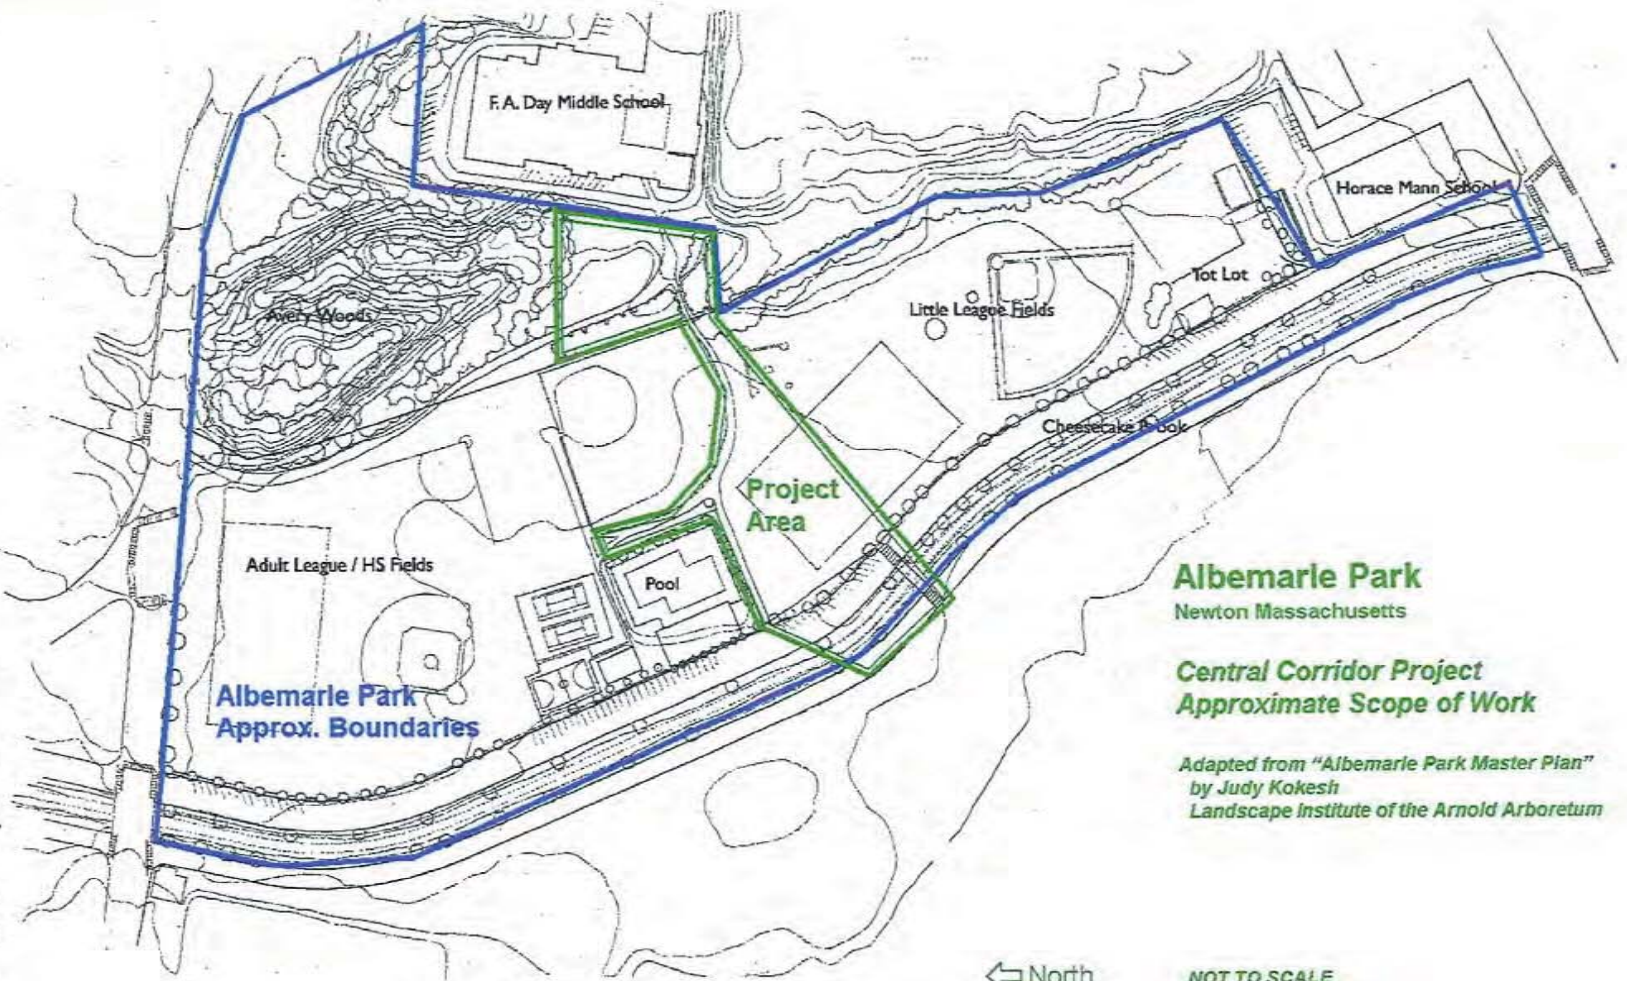 F. A. Day Middle School
Horace Mann School
Tot Lot
Avery Woods
Little League Fields
Cheesecake Brook
Project
Area
Adult League / HS Fields
Pool
Albemarle Park
Approx. Boundaries
Albemarle Park
Newton Massachusetts
Central Corridor Project
Approximate Scope of Work
Adapted from “Albemarle Park Master Plan”
by Judy Kokesh
Landscape Institute of the Arnold Arboretum
North
NOT TO SCALE